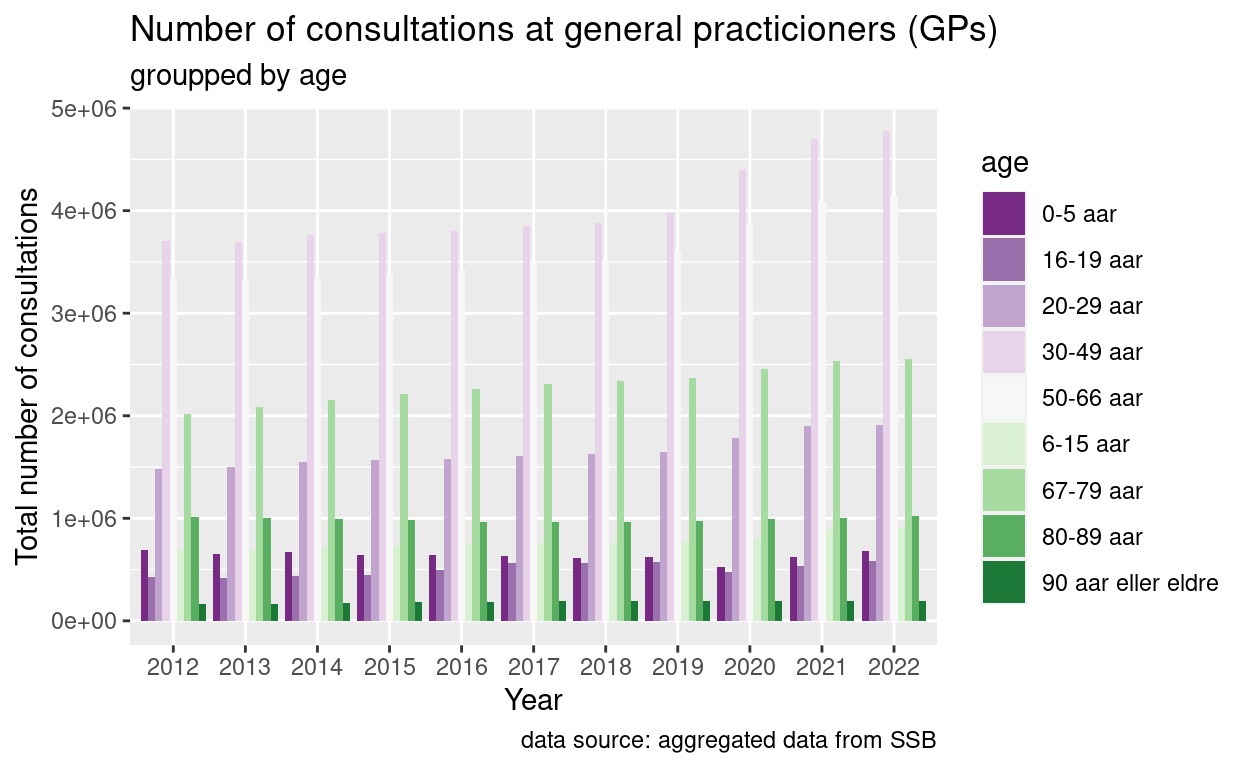 Number of consultations at general practicioners (GPs)
groupped by age
Total number of consultations
5e+06
4e+06
3e+06
2e+06
1e+06
0e+00
2012 2013 2014 2015 2016 2017 2018 2019 2020 2021 2022
Year
data source: aggregated data from SSB
age
0-5 aar
16-19 aar
20-29 aar
30-49 aar
50-66 aar
6-15 aar
67-79 aar
80-89 aar
90 aar eller eldre